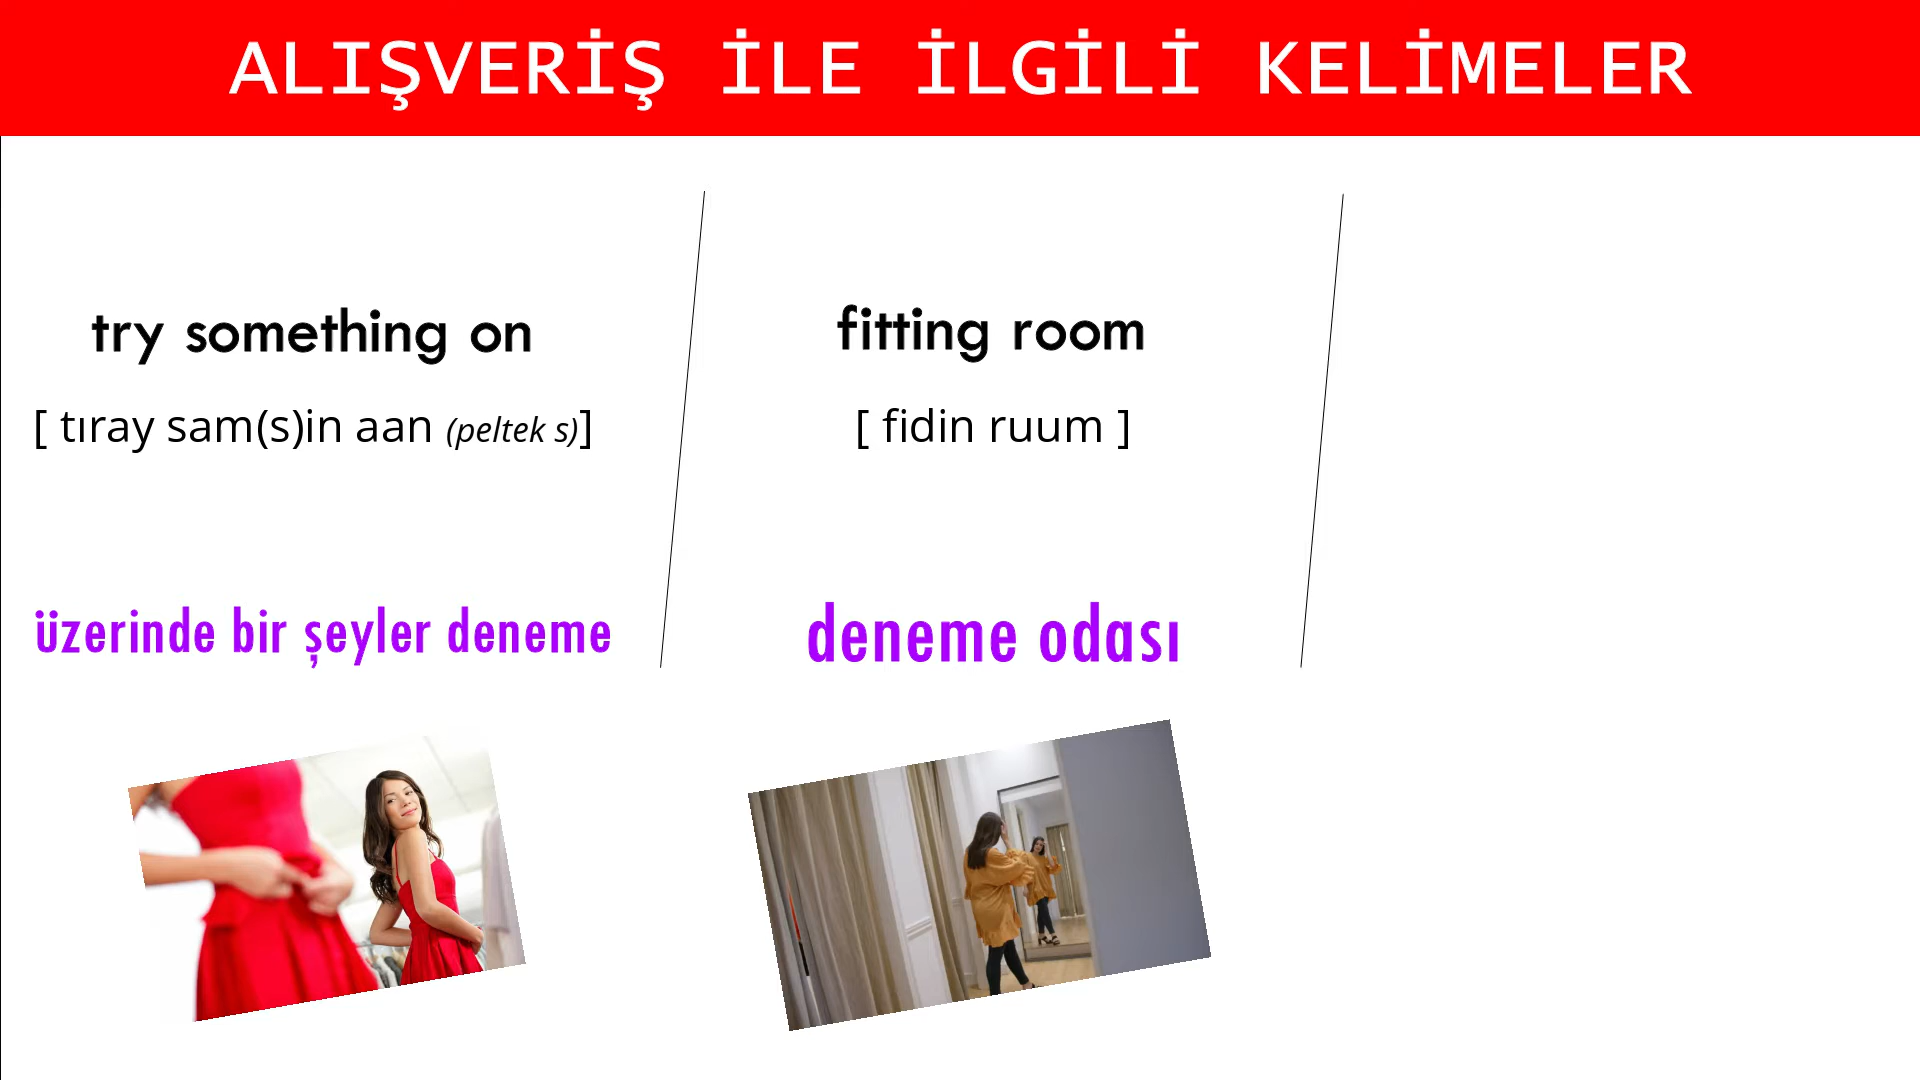 ALIŞVERİŞ İLE İLGİLİ KELİMELER
try something on
[ tıray sam(s)in aan (peltek s)]
üzerinde bir şeyler deneme
fitting room
[ fidin ruum ]
deneme odası